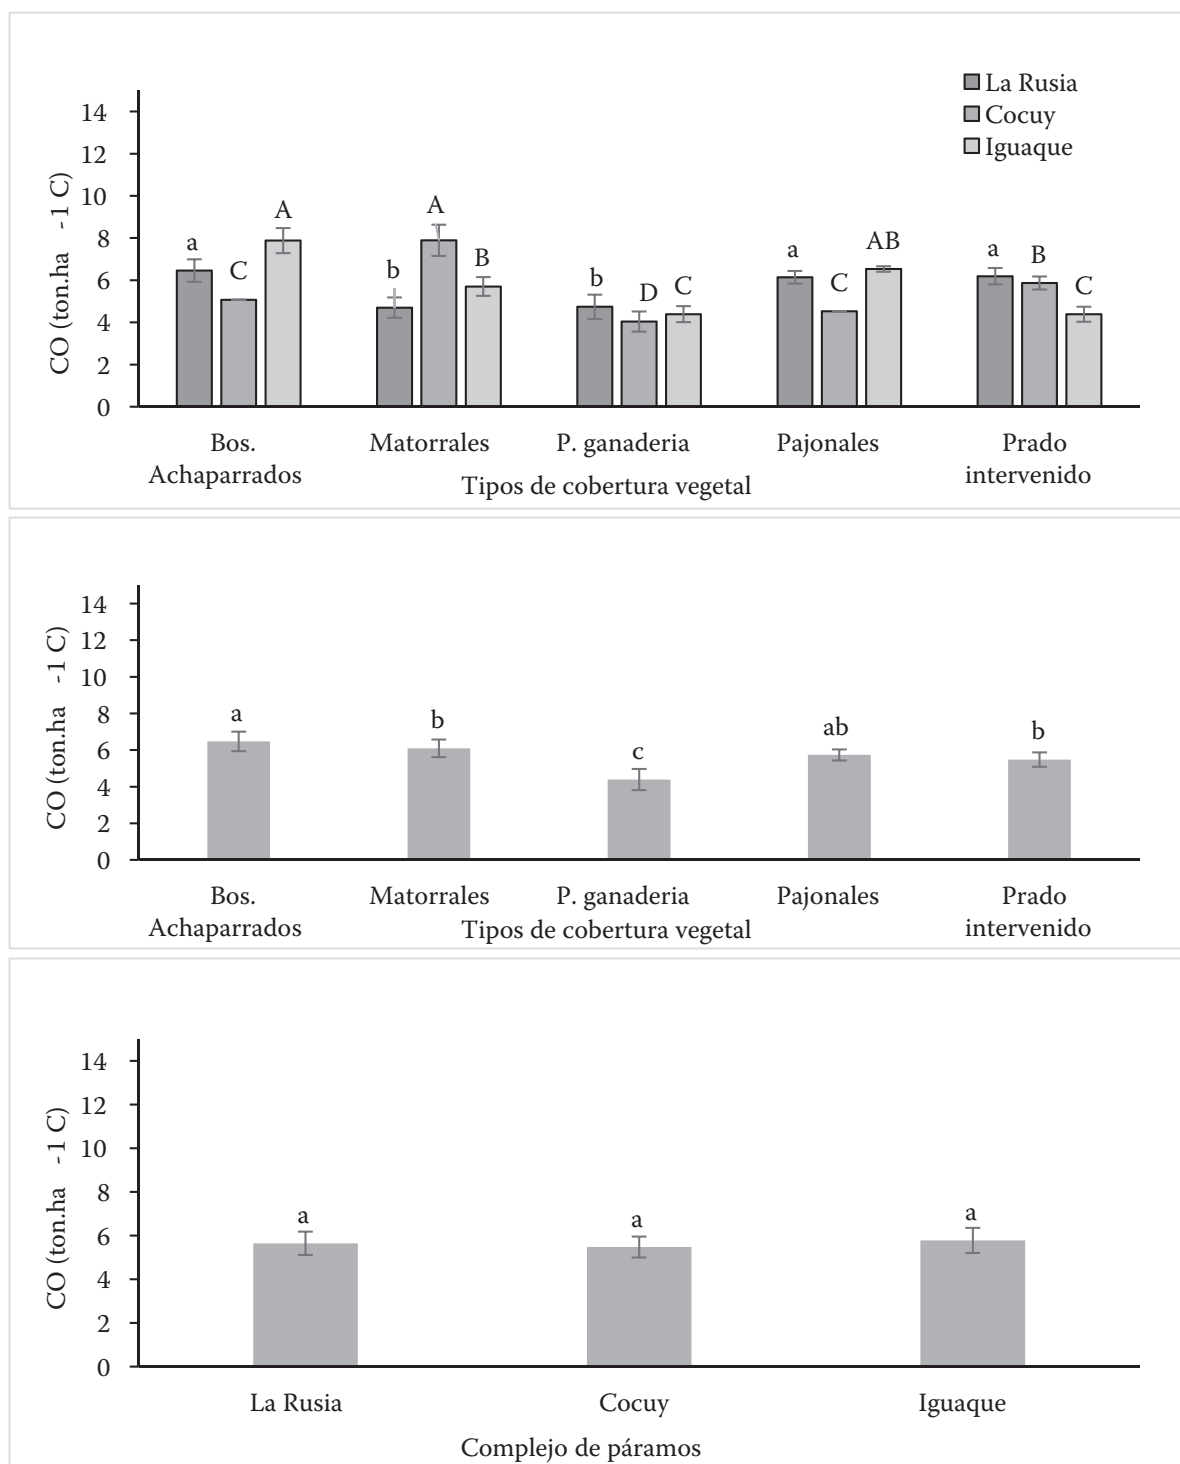 La Rusia
Cocuy
Iguaque
CO (ton.ha -1 C)
14
12
10
8
6
4
2
0
a
C
A
b
A
B
b
D
C
a
C
AB
a
B
C
Bos.
Achaparrados
Matorrales
P. ganaderia
Pajonales
Prado
intervenido
Tipos de cobertura vegetal
CO (ton.ha -1 C)
14
12
10
8
6
4
2
0
a
b
c
ab
b
Bos.
Achaparrados
Matorrales
P. ganaderia
Pajonales
Prado
intervenido
Tipos de cobertura vegetal
CO (ton.ha -1 C)
14
12
10
8
6
4
2
0
a
a
a
La Rusia
Cocuy
Iguaque
Complejo de páramos